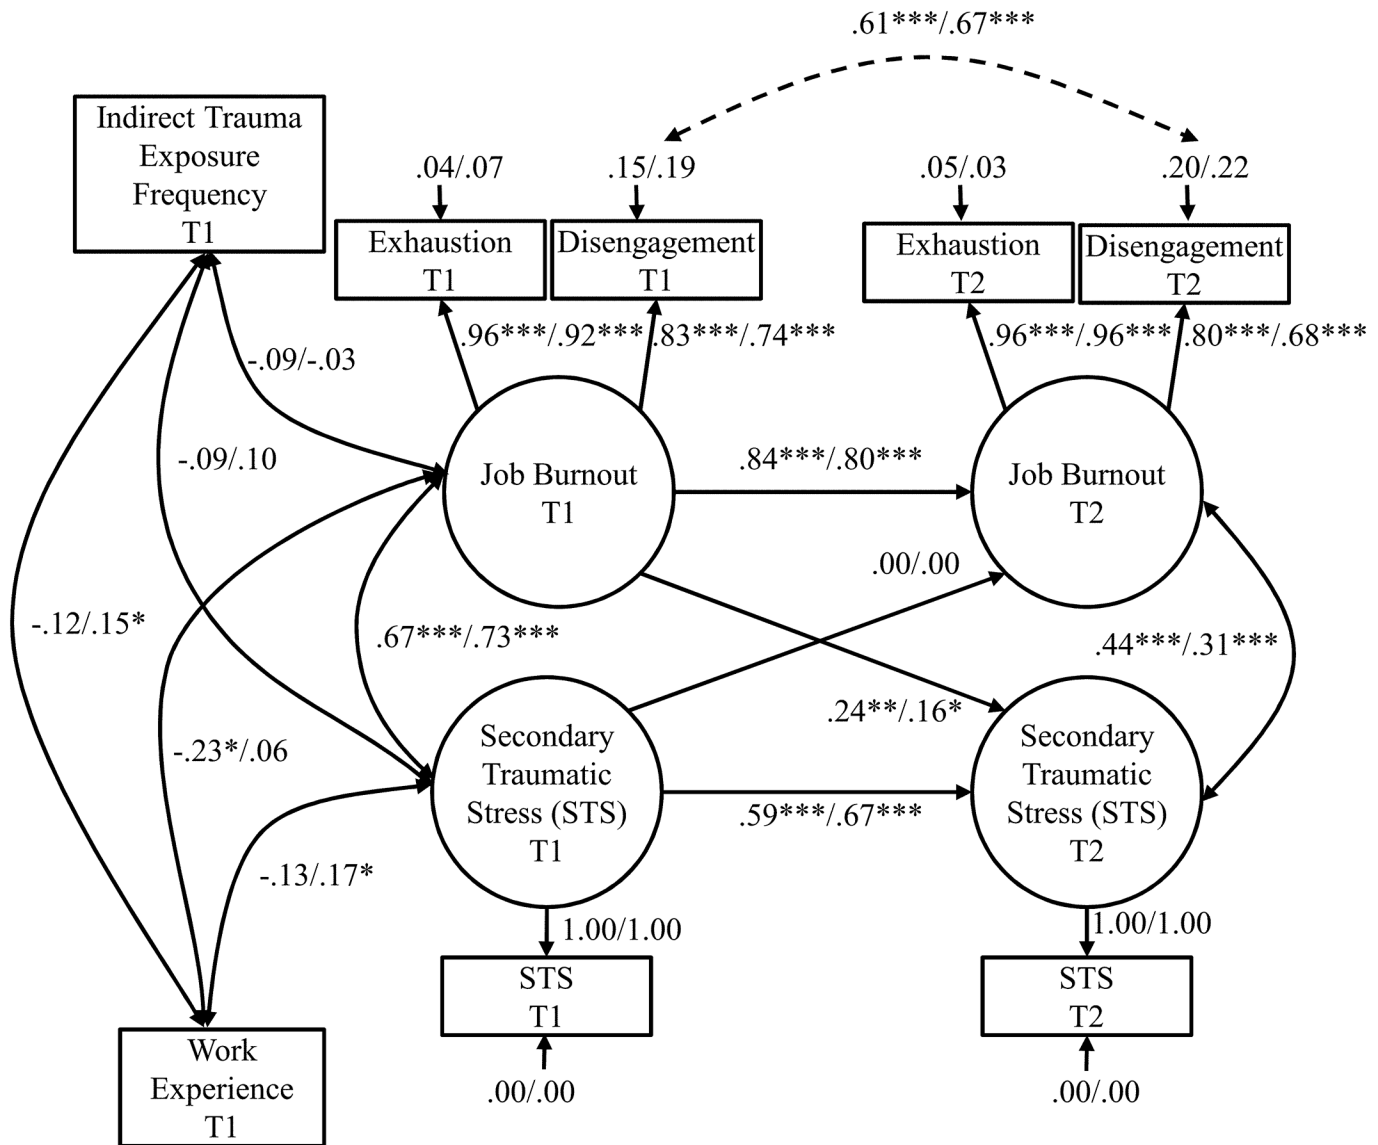 .61***/.67***
Indirect Trauma
Exposure
Frequency
T1
.04/.07
.15/.19
.05/.03
.20/.22
Exhaustion
T1
Disengagement
T1
Exhaustion
T2
Disengagement
T2
.96***/.92***
.83***/.74***
.96***/.96***
.80***/.68***
-.09/-.03
-.09/.10
Job Burnout
T1
.84***/.80***
Job Burnout
T2
.00/.00
-.12/.15*
.67***/.73***
.44***/.31***
.24**/.16*
-.23*/.06
Secondary
Traumatic
Stress (STS)
T1
.59***/.67***
Secondary
Traumatic
Stress (STS)
T2
-.13/.17*
1.00/1.00
1.00/1.00
STS
T1
STS
T2
Work
Experience
T1
.00/.00
.00/.00